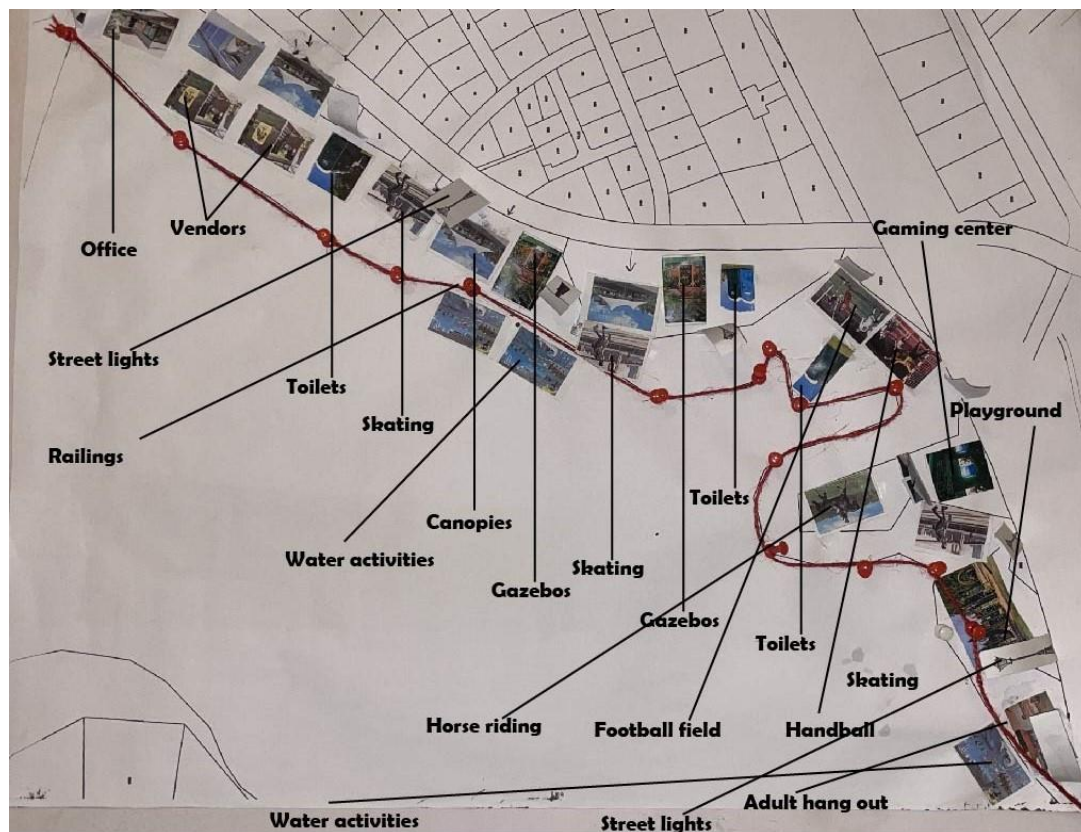 Gaming center
Vendors
Office
Street lights
Toilets
Skating
Playground
Railings
Toilets
Canopies
Water activities
Skating
Gazebos
Gazebos
Toilets
Skating
Horse riding
Football field
Handball
Adult hang out
Water activities
Street lights